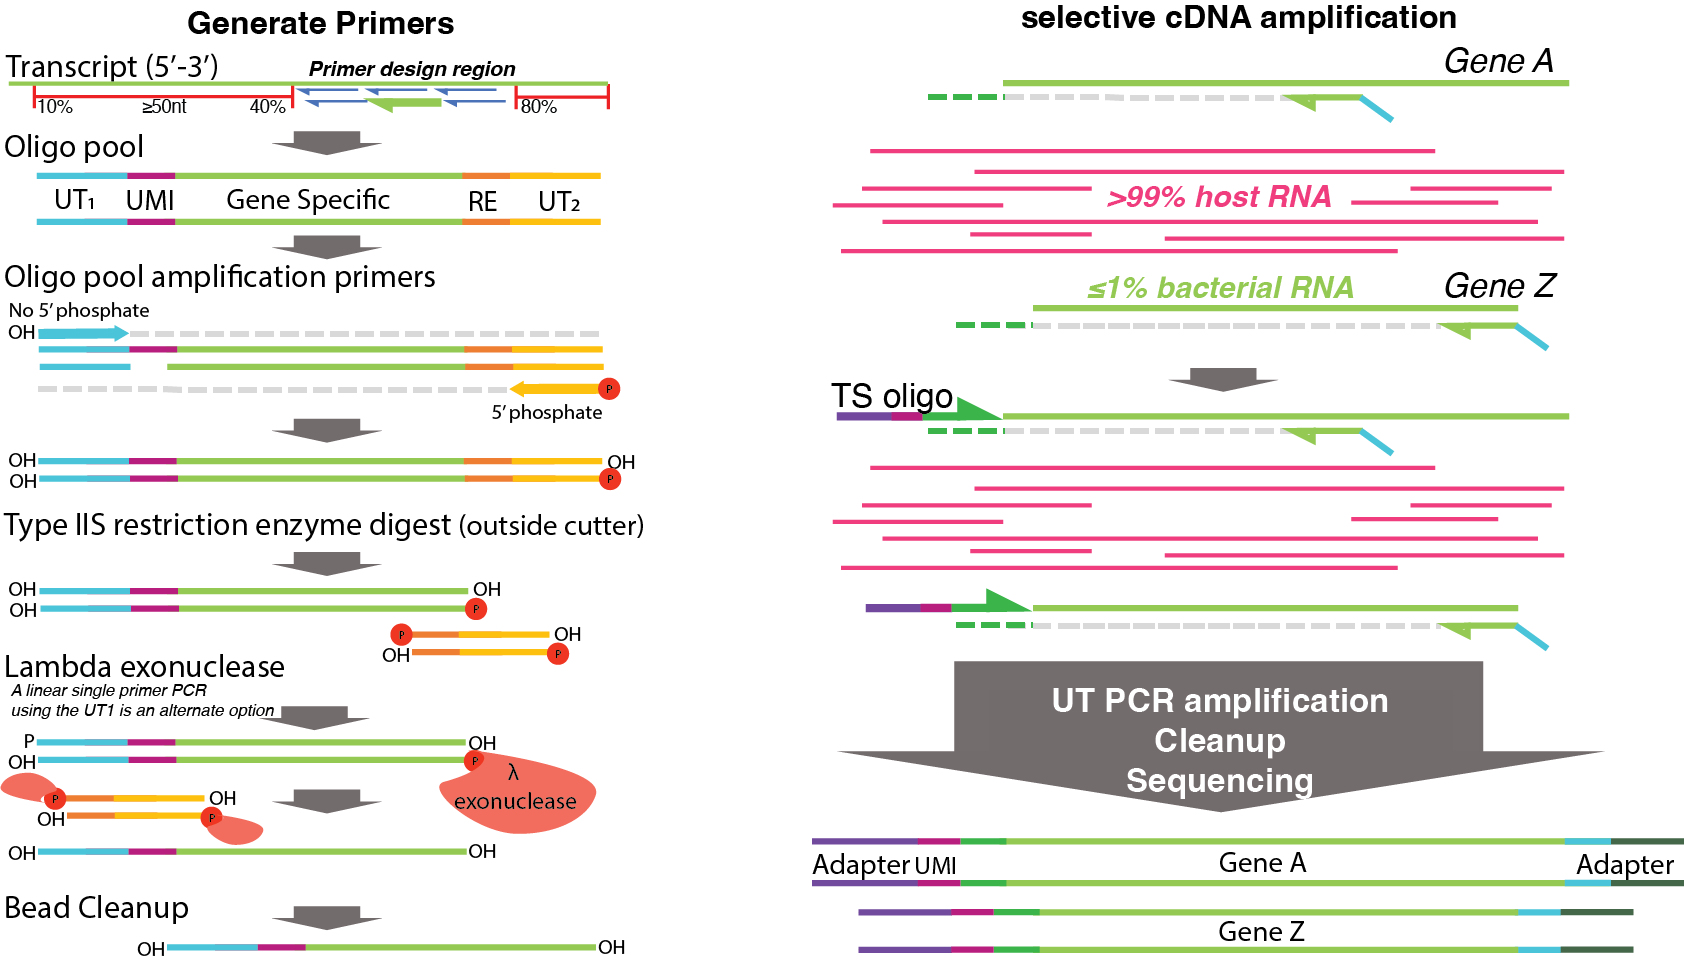 Generate Primers
Transcript (5’-3’)
Primer design region
10%
≥50nt
40%
80%
Oligo pool
UT1
UMI
Gene Specific
RE
UT2
Oligo pool amplification primers
No 5’ phosphate
OH
P
5’ phosphate
OH
OH
OH
P
Type IIS restriction enzyme digest (outside cutter)
OH
OH
OH
P
P
OH
OH
P
Lambda exonuclease
A linear single primer PCR
using the UT1 is an alternate option
P
OH
OH
P
λ
exonuclease
P
OH
OH
P
OH
OH
Bead Cleanup
OH
OH
selective cDNA amplification
Gene A
>99% host RNA
≤1% bacterial RNA
Gene Z
TS oligo
UT PCR amplification
Cleanup
Sequencing
Adapter
UMI
Gene A
Adapter
Gene Z